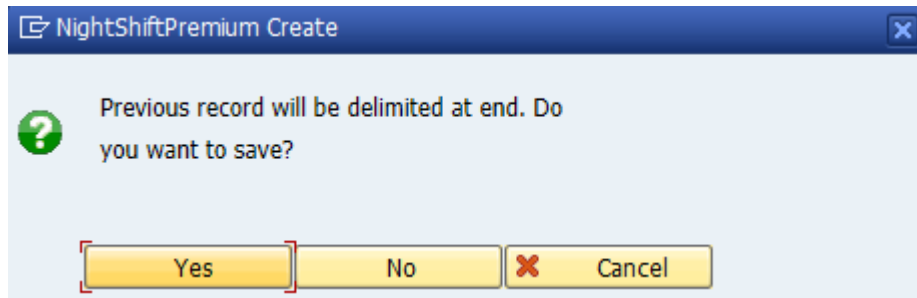 NightShiftPremium Create
Previous record will be delimited at end. Do
you want to save?
Yes
No
Cancel